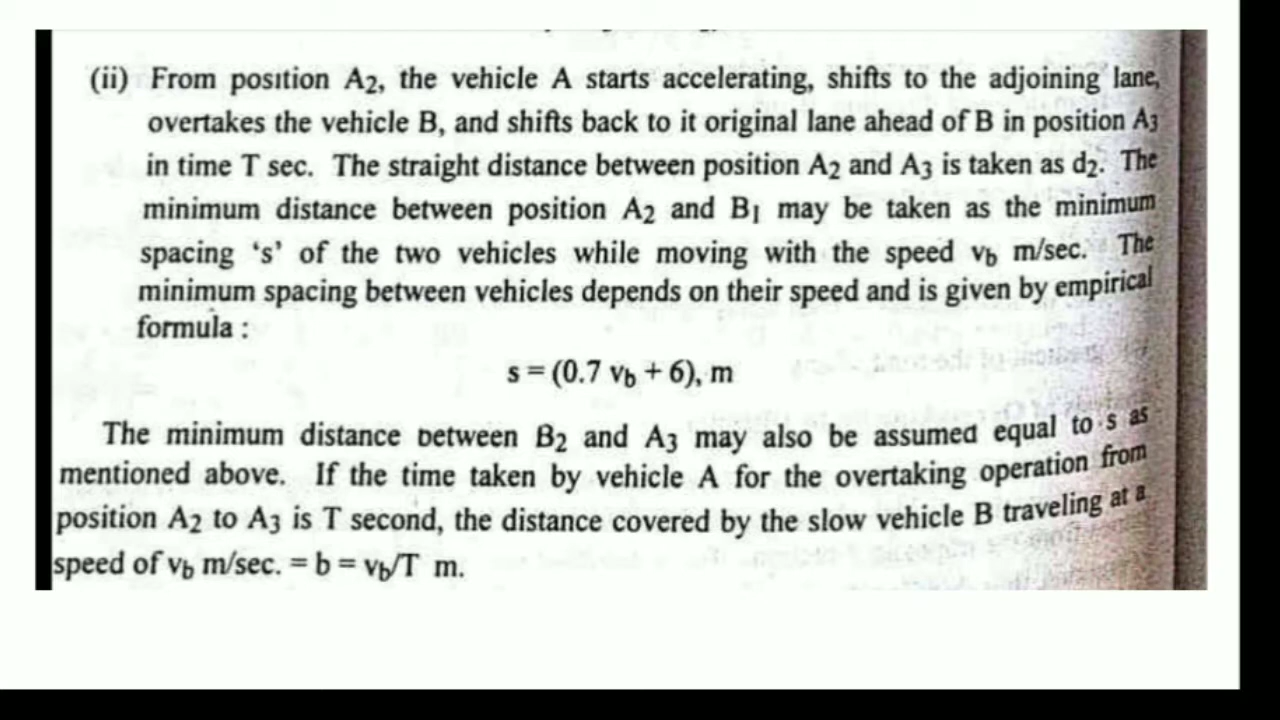 (ii) From position A2, the vehicle A starts accelerating, shifts to the adjoining lane,
overtakes the vehicle B, and shifts back to it original lane ahead of B in position A3
in time T sec. The straight distance between position A2 and A3 is taken as d2. The
minimum distance between position A2 and B1 may be taken as the minimum
spacing ‘s’ of the two vehicles while moving with the speed vb m/sec. The
minimum spacing between vehicles depends on their speed and is given by empirical
formula :
s = (0.7 vb + 6), m
The minimum distance between B2 and A3 may also be assumed equal to s as
mentioned above. If the time taken by vehicle A for the overtaking operation from
position A2 to A3 is T second, the distance covered by the slow vehicle B traveling at a
speed of vb m/sec. = b = vb/T m.